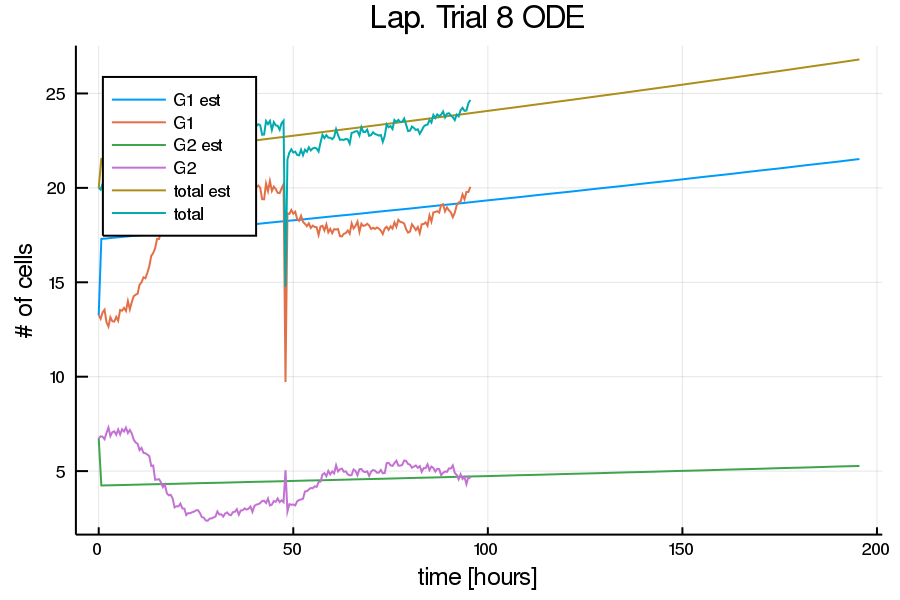 Lap. Trial 8 ODE
# of cells
25
20
15
10
5
G1 est
G1
G2 est
G2
total est
total
0
50
100
150
200
time [hours]